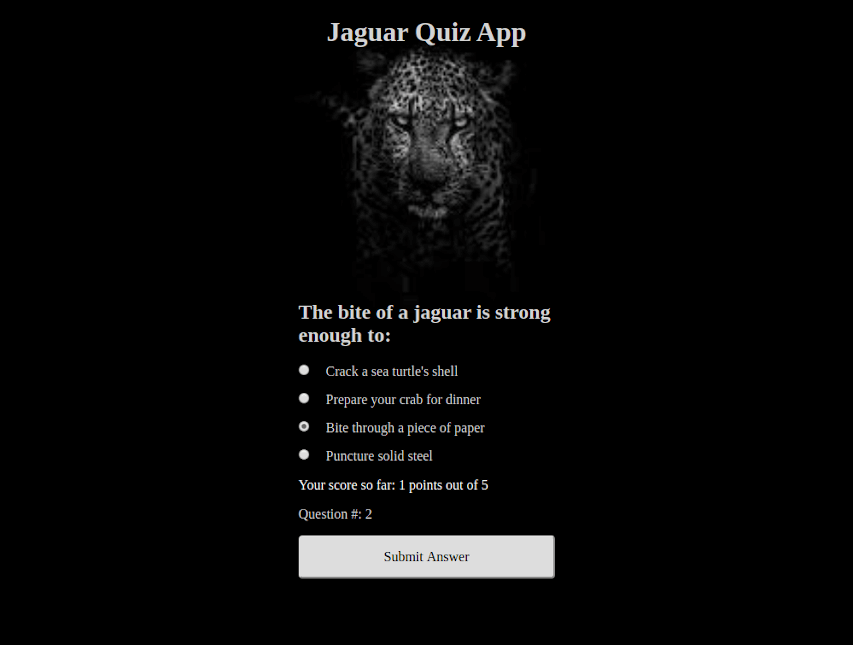 Jaguar Quiz App
The bite of a jaguar is strong
enough to:
Crack a sea turtle's shell
Prepare your crab for dinner
Bite through a piece of paper
Puncture solid steel
Your score so far: 1 points out of 5
Question #: 2
Submit Answer